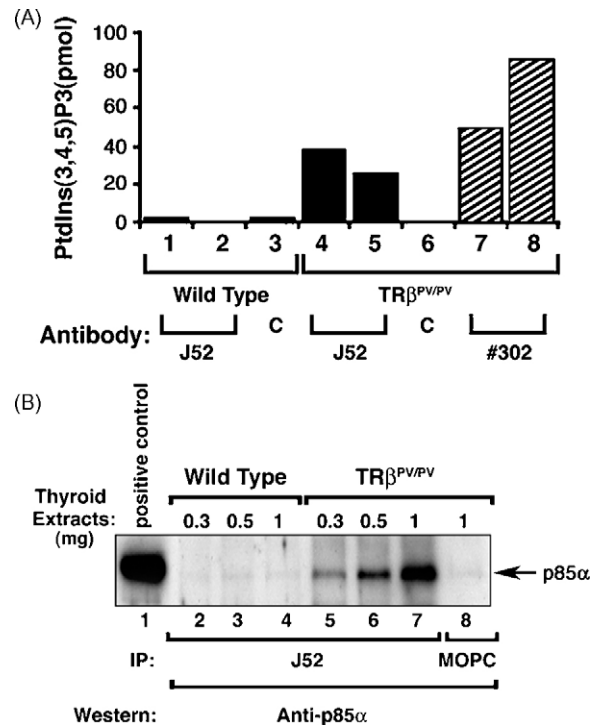 (A)
PtdIns(3,4,5)P3(pmol)
100
80
60
40
20
0
1 2 3 4 5 6 7 8
Wild Type TRβPV/PV
Antibody: J52 C J52 C #302
(B)
positive control
Wild Type TRβPV/PV
Thyroid
Extracts: 0.3 0.5 1 0.3 0.5 1 1
(mg)
p85α
1 2 3 4 5 6 7 8
IP: J52 MOPC
Western: Anti-p85α